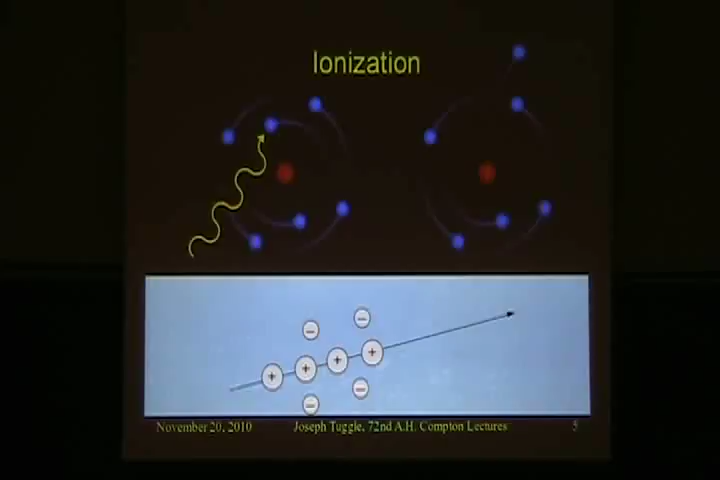 Ionization
November 20, 2010
Joseph Tuggle, 72nd A.H. Compton Lectures
5